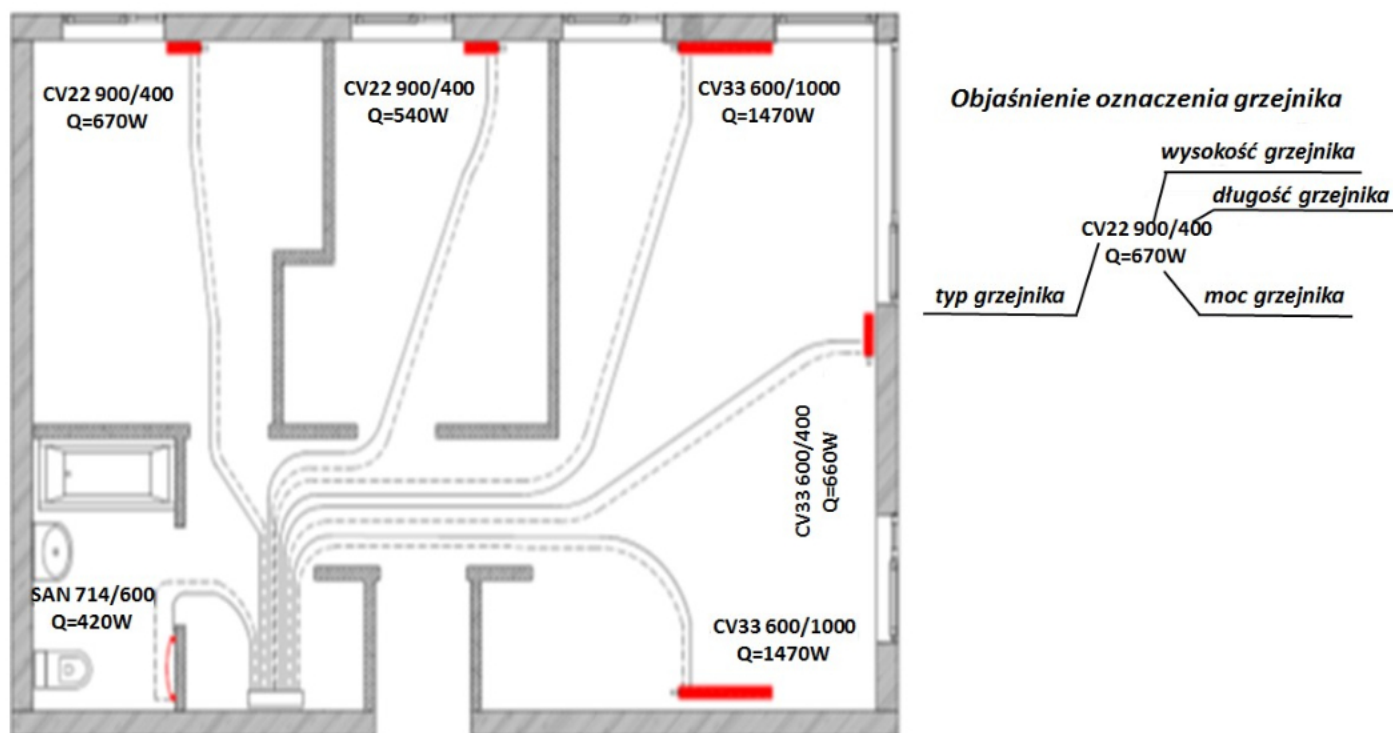 CV22 900/400
Q=670W
CV22 900/400
Q=540W
CV33 600/1000
Q=1470W
CV33 600/400
Q=660W
SAN 714/600
Q=420W
CV33 600/1000
Q=1470W
Objaśnienie oznaczenia grzejnika
wysokość grzejnika
długość grzejnika
CV22 900/400
Q=670W
typ grzejnika
moc grzejnika